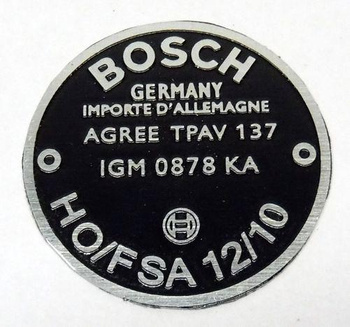 BOSCH
GERMANY
IMPORTE D'ALLEMAGNE
AGREE TPAV 137
IGM 0878 KA
HO/FSA 12/10